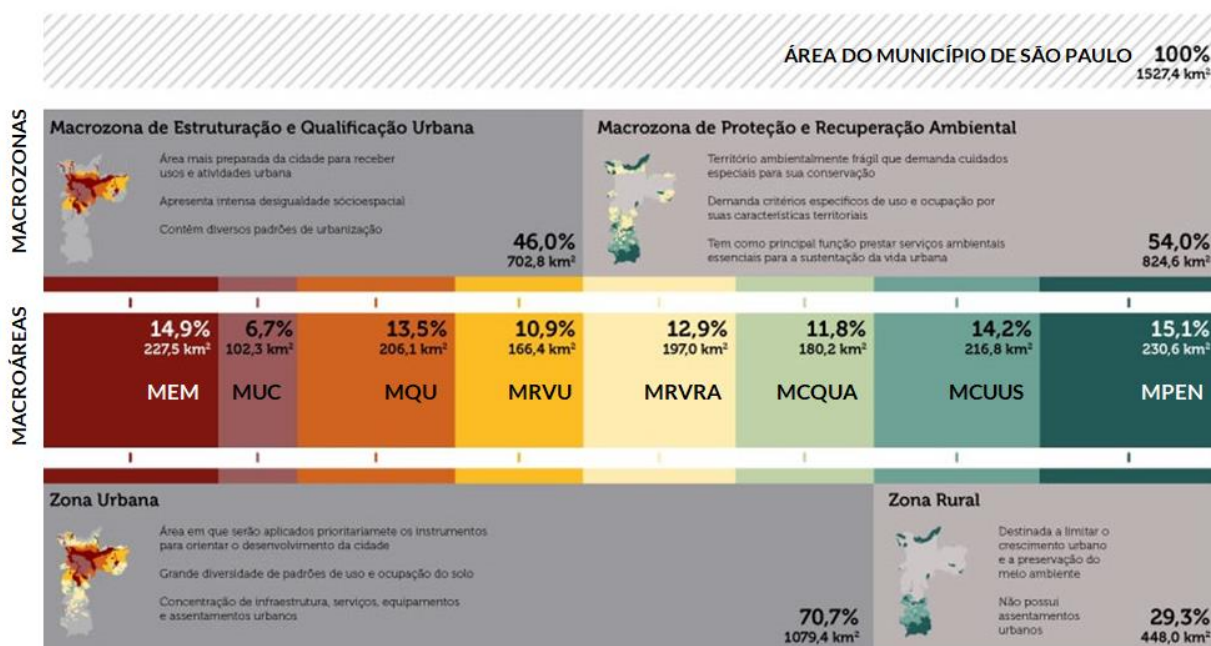 ÁREA DO MUNICÍPIO DE SÃO PAULO 100%
1527,4 km²
MACROZONAS
Macrozona de Estruturação e Qualificação Urbana
Área mais preparada da cidade para receber
usos e atividades urbana
Apresenta intensa desigualdade sócioespacial
Contêm diversos padrões de urbanização
46,0%
702,8 km²
Macrozona de Proteção e Recuperação Ambiental
Território ambientalmente frágil que demanda cuidados
especiais para sua conservação
Demanda critérios específicos de uso e ocupação por
suas características territoriais
Tem como principal função prestar serviços ambientais
essenciais para a sustentação da vida urbana
54,0%
824,6 km²
MACROÁREAS
14,9%
227,5 km²
MEM
6,7%
102,3 km²
MUC
13,5%
206,1 km²
MQU
10,9%
166,4 km²
MRVU
12,9%
197,0 km²
MRVRA
11,8%
180,2 km²
MCQUA
14,2%
216,8 km²
MCUUS
15,1%
230,6 km²
MPEN
Zona Urbana
Área em que serão aplicados prioritariamete os instrumentos
para orientar o desenvolvimento da cidade
Grande diversidade de padrões de uso e ocupação do solo
Concentração de infraestrutura, serviços, equipamentos
e assentamentos urbanos
70,7%
1079,4 km²
Zona Rural
Destinada a limitar o
crescimento urbano
e a preservação do
meio ambiente
Não possui
assentamentos
urbanos
29,3%
448,0 km²